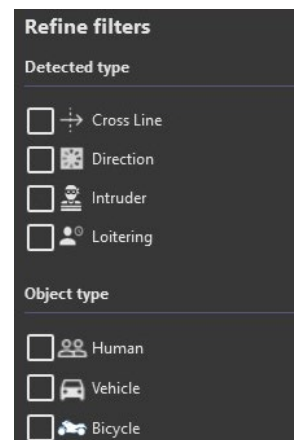 Refine filters
Detected type
Cross Line
Direction
Intruder
Loitering
Object type
Human
Vehicle
Bicycle